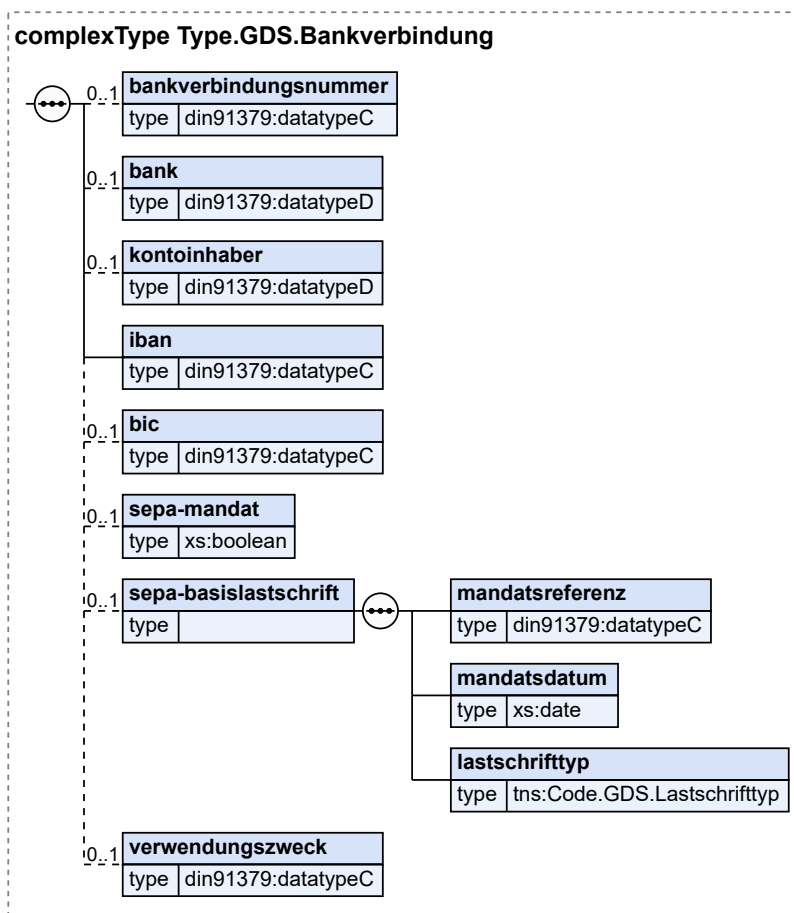 complexType Type.GDS.Bankverbindung
0..1 bankverbindungsnummer
type din91379:datatypeC
0..1 bank
type din91379:datatypeD
0..1 kontoinhaber
type din91379:datatypeD
iban
type din91379:datatypeC
0..1 bic
type din91379:datatypeC
0..1 sepa-mandat
type xs:boolean
0..1 sepa-basislastschrift
type
mandatsreferenz
type din91379:datatypeC
mandatsdatum
type xs:date
lastschrifttyp
type tns:Code.GDS.Lastschrifttyp
0..1 verwendungszweck
type din91379:datatypeC